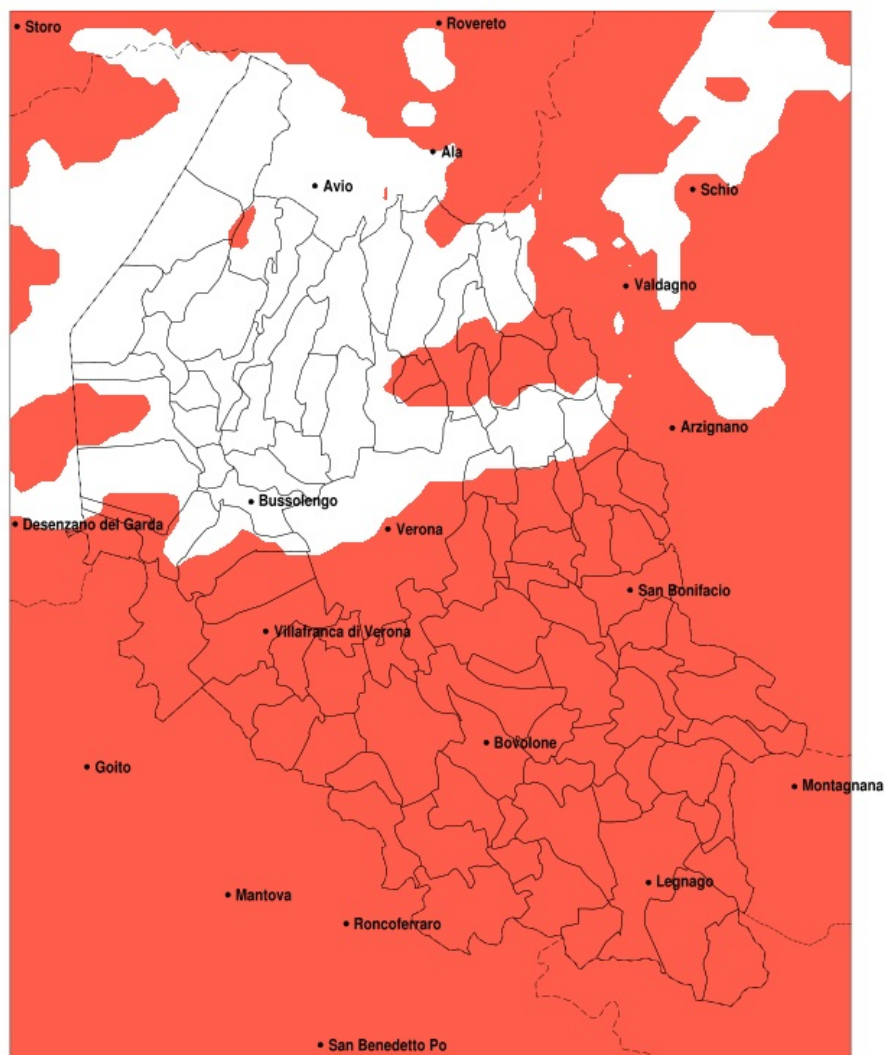 Storo
Rovereto
Ala
Avio
Schio
Valdagno
Arzignano
Bussolengo
Desenzano del Garda
Verona
San Bonifacio
Villafranca di Verona
Bovolone
Goito
Montagnana
Legnago
Mantova
Roncoferraro
San Benedetto Po